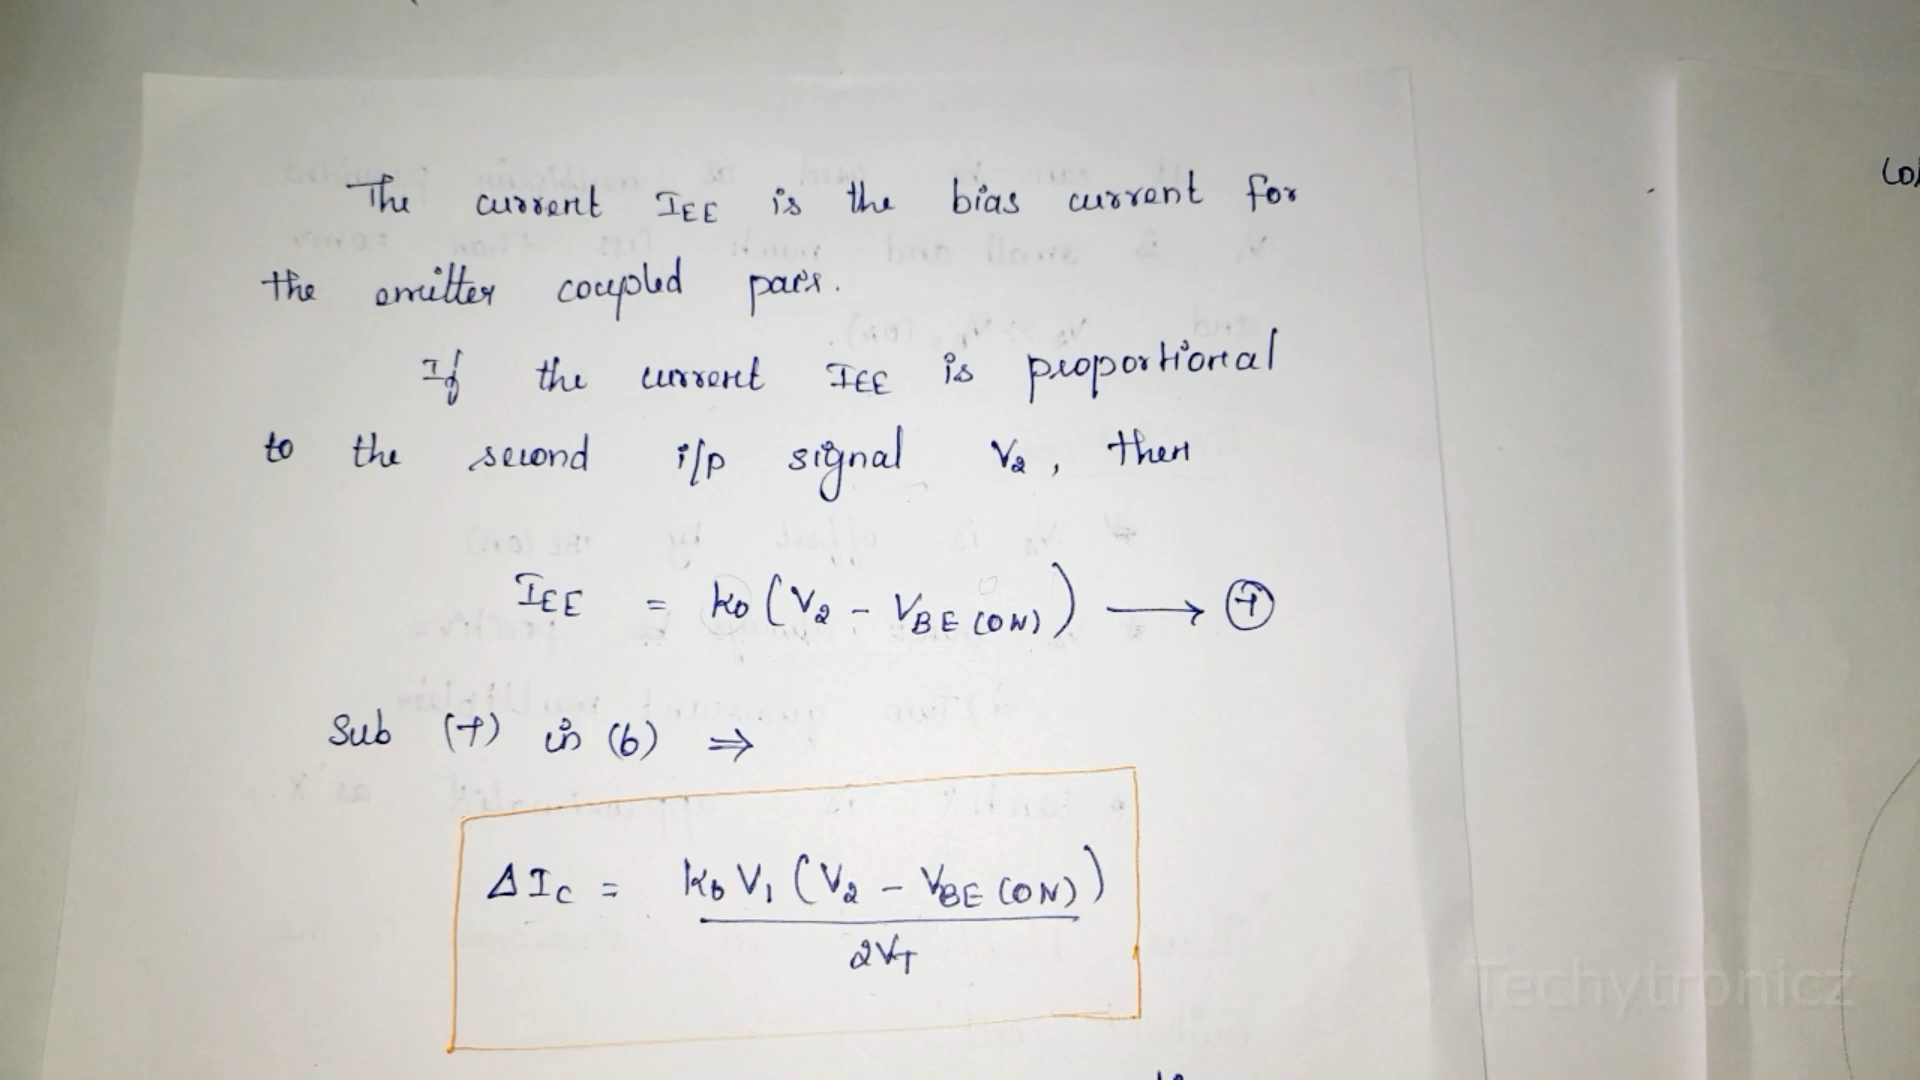 The current IEE is the bias current for
the emitter coupled pair.
If the current IEE is proportional
to the second i/p signal V2, then
IEE = k0 (V2 - VBE (ON)) ⟶ 7
Sub (7) in (6) ⇒
ΔIC = k0 V1 (V2 - VBE (ON))
2VT
Techytronicz